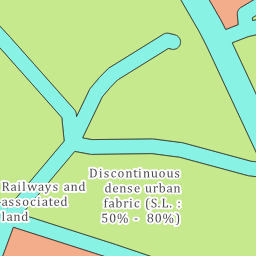 Discontinuous
dense urban
fabric (S.L. :
50% - 80%)
Railways and
associated
land